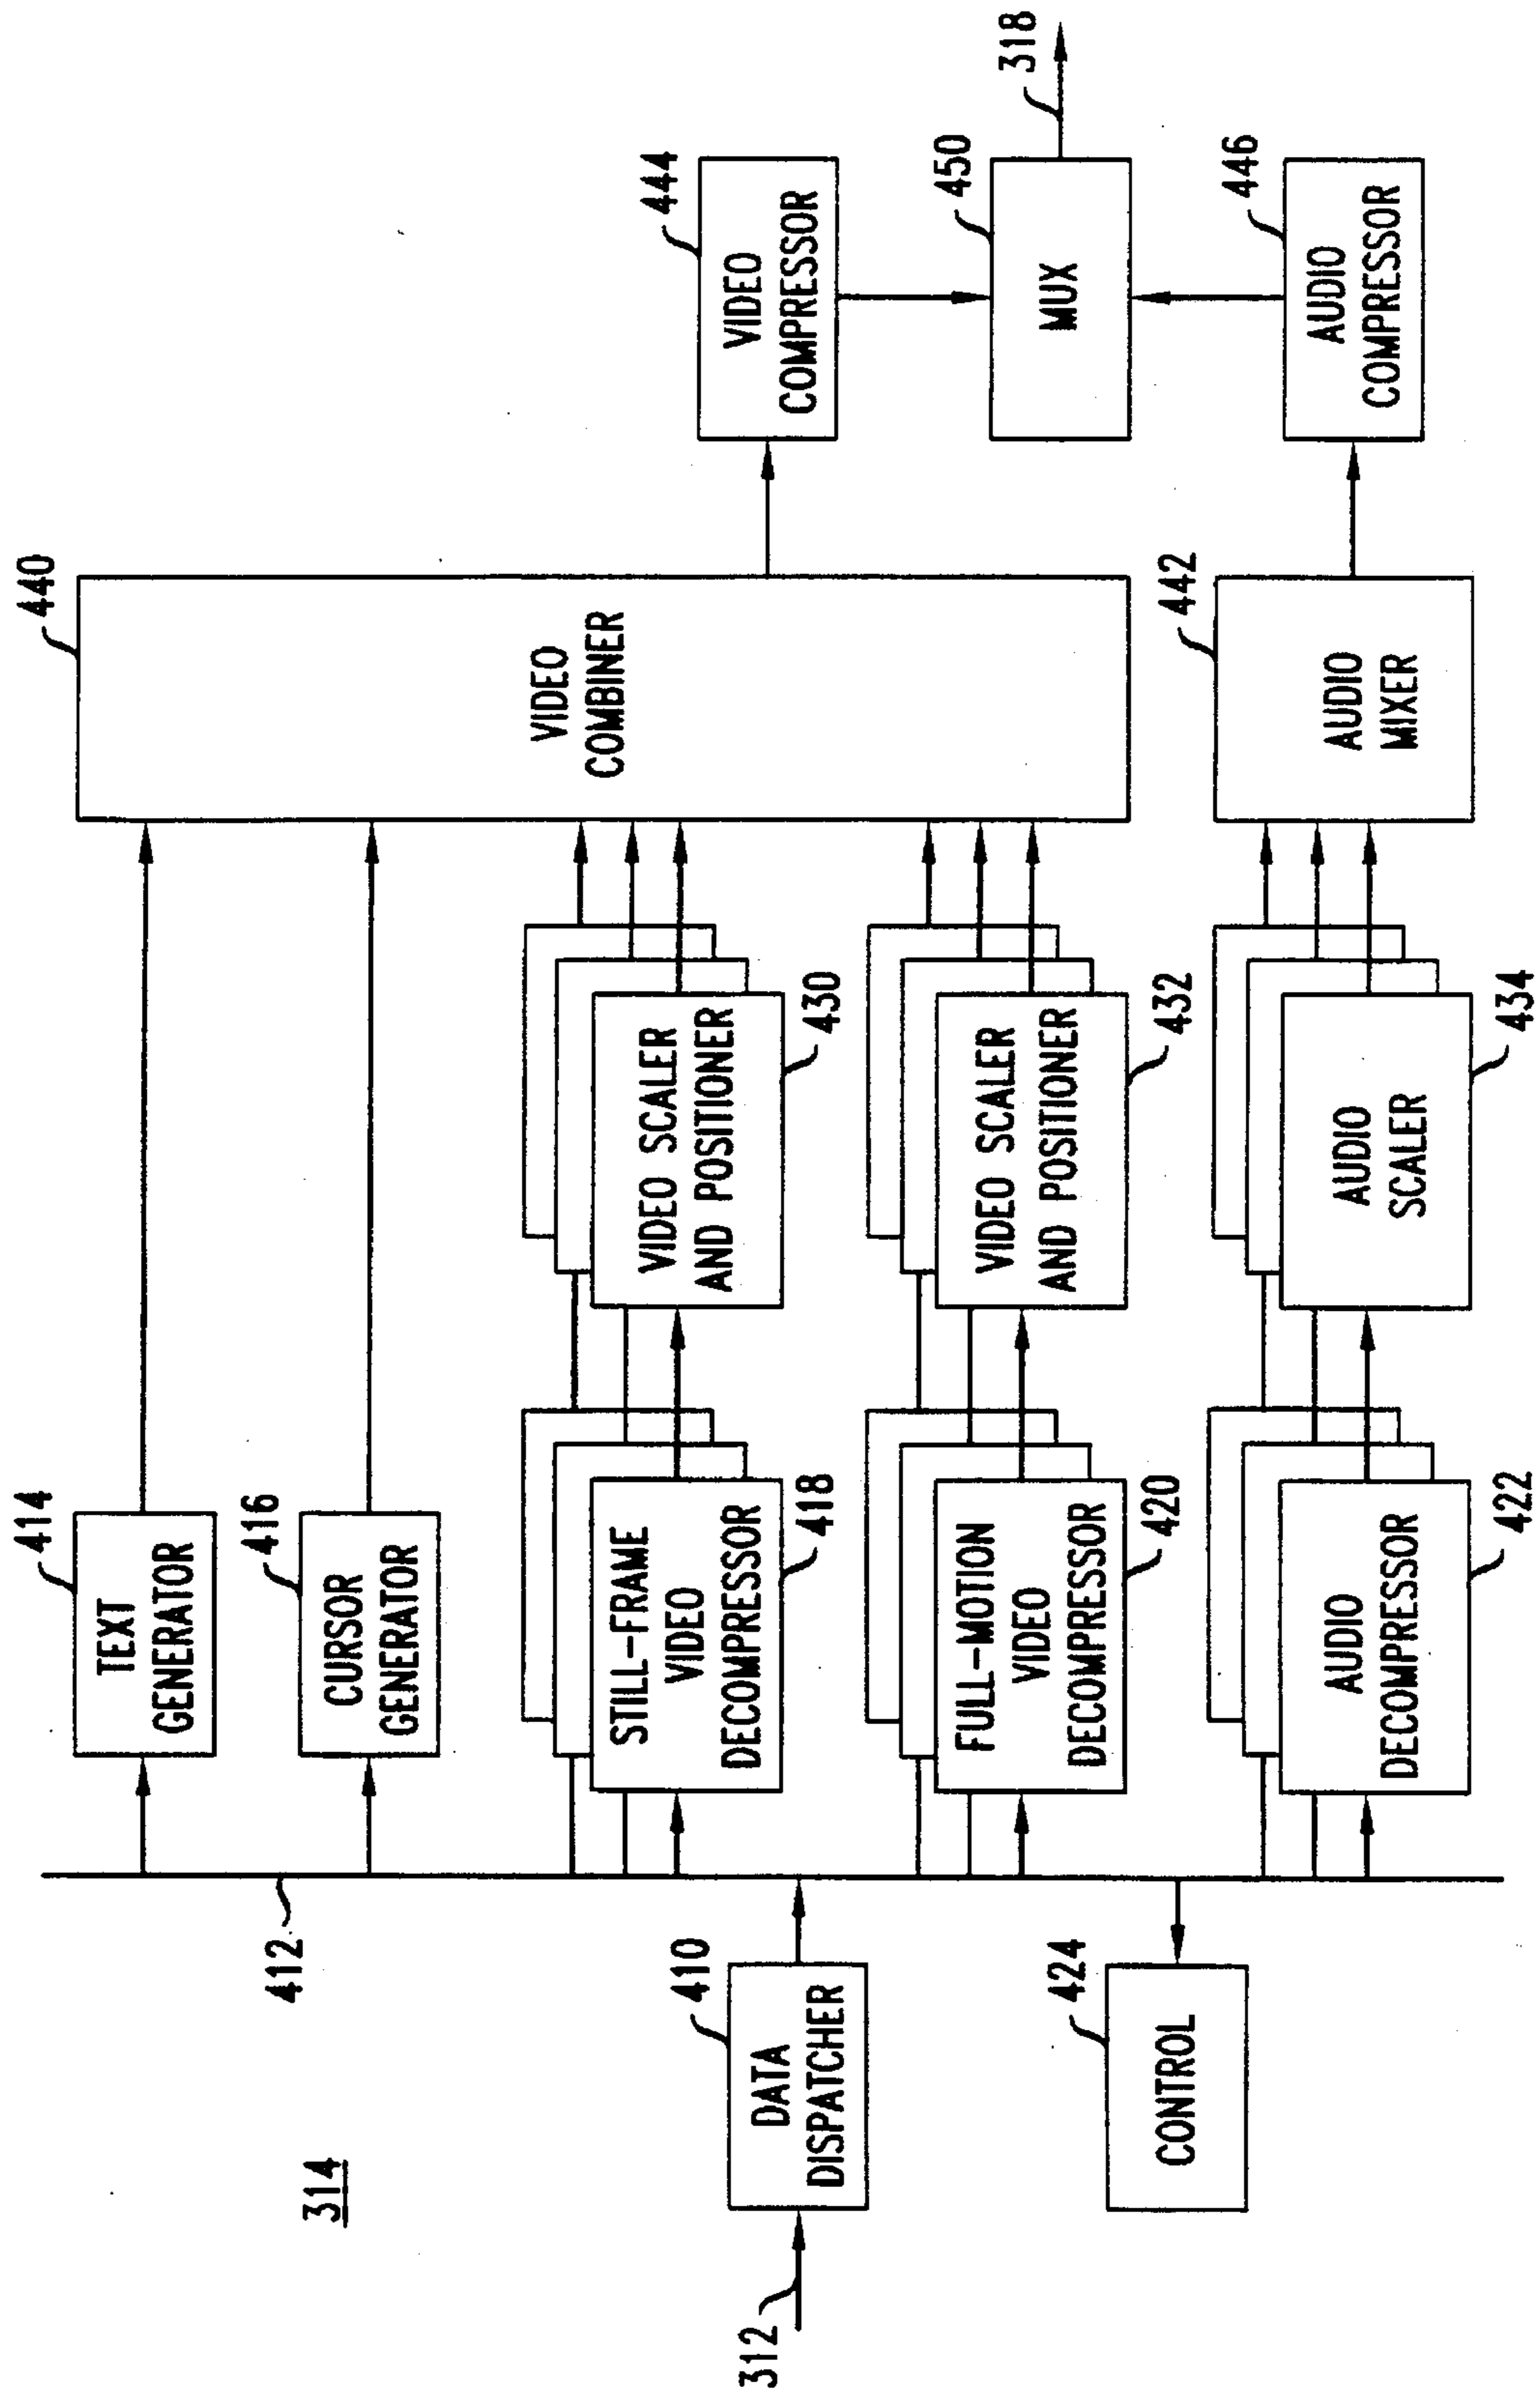 314
312
DATA
DISPATCHER
410
412
CONTROL
424
TEXT
GENERATOR
414
CURSOR
GENERATOR
416
STILL-FRAME
VIDEO
DECOMPRESSOR
418
FULL-MOTION
VIDEO
DECOMPRESSOR
420
AUDIO
DECOMPRESSOR
422
VIDEO SCALER
AND POSITIONER
430
VIDEO SCALER
AND POSITIONER
432
AUDIO
SCALER
434
VIDEO
COMBINER
440
AUDIO
MIXER
442
VIDEO
COMPRESSOR
444
MUX
450
AUDIO
COMPRESSOR
446
318